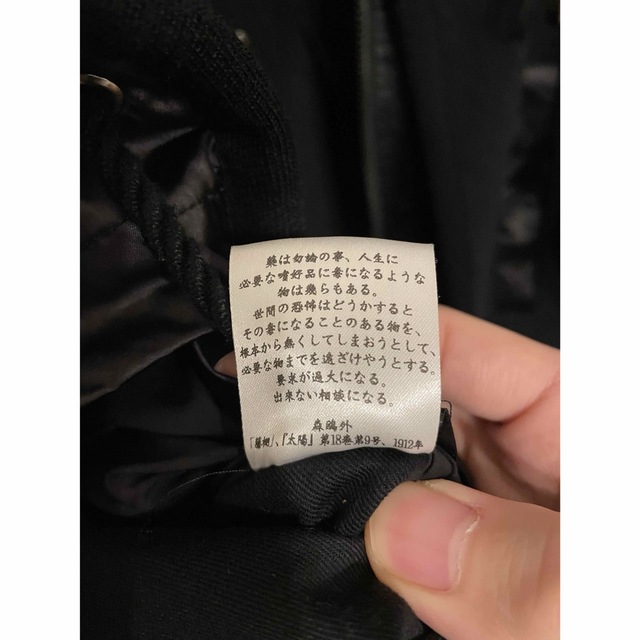 薬は勿論の事、人生に
必要な嗜好品に毒になるような
物は幾らもある。
世間の恐怖はどうかすると
その毒になることのある物を、
根本から無くしてしまおうとして、
必要な物までを遠ざけやうとする。
要求が過大になる。
出来ない相談になる。
森鴎外
「藤棚」、『太陽』第18巻第9号、1912年